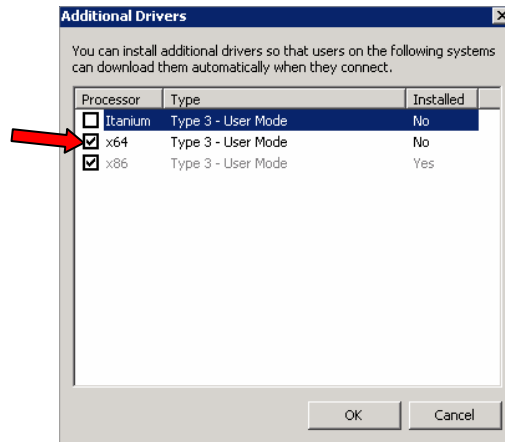 Additional Drivers
You can install additional drivers so that users on the following systems
can download them automatically when they connect.
Processor Type Installed
Itanium Type 3 - User Mode No
x64 Type 3 - User Mode No
x86 Type 3 - User Mode Yes
OK Cancel